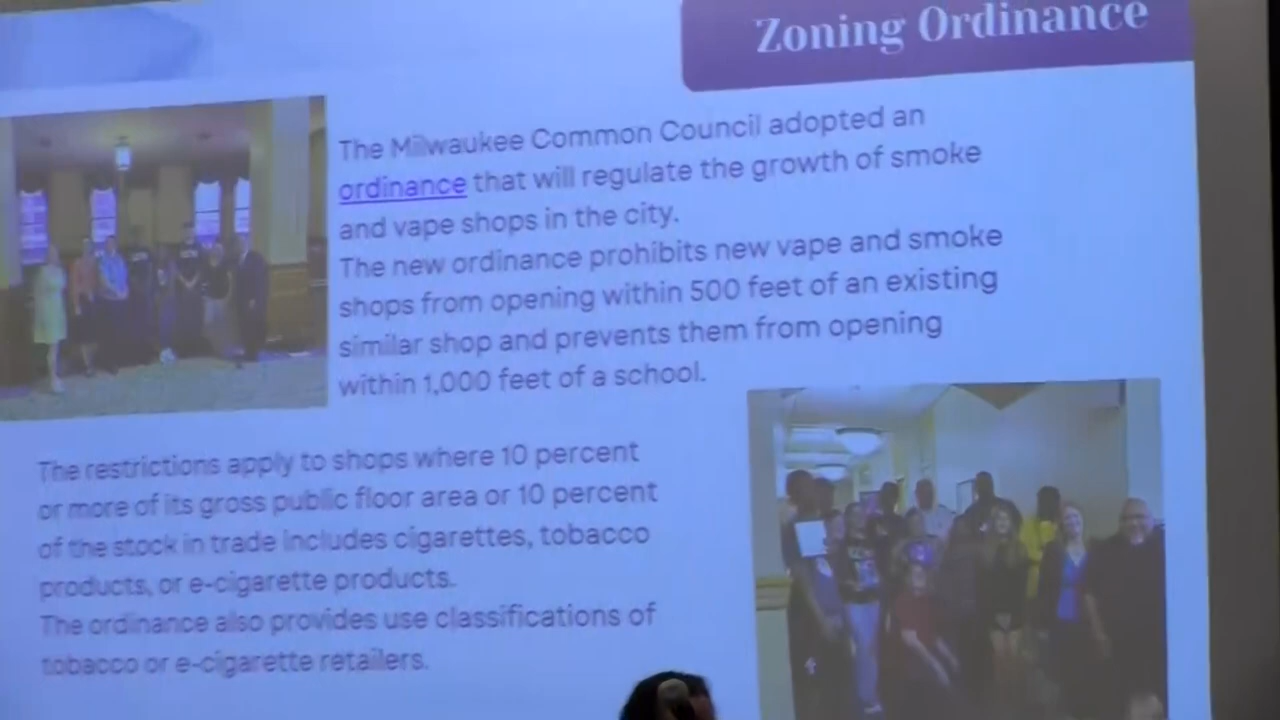 Zoning Ordinance
The Milwaukee Common Council adopted an
ordinance that will regulate the growth of smoke
and vape shops in the city.
The new ordinance prohibits new vape and smoke
shops from opening within 500 feet of an existing
similar shop and prevents them from opening
within 1,000 feet of a school.
The restrictions apply to shops where 10 percent
or more of its gross public floor area or 10 percent
of the stock in trade includes cigarettes, tobacco
products, or e-cigarette products.
The ordinance also provides use classifications of
tobacco or e-cigarette retailers.